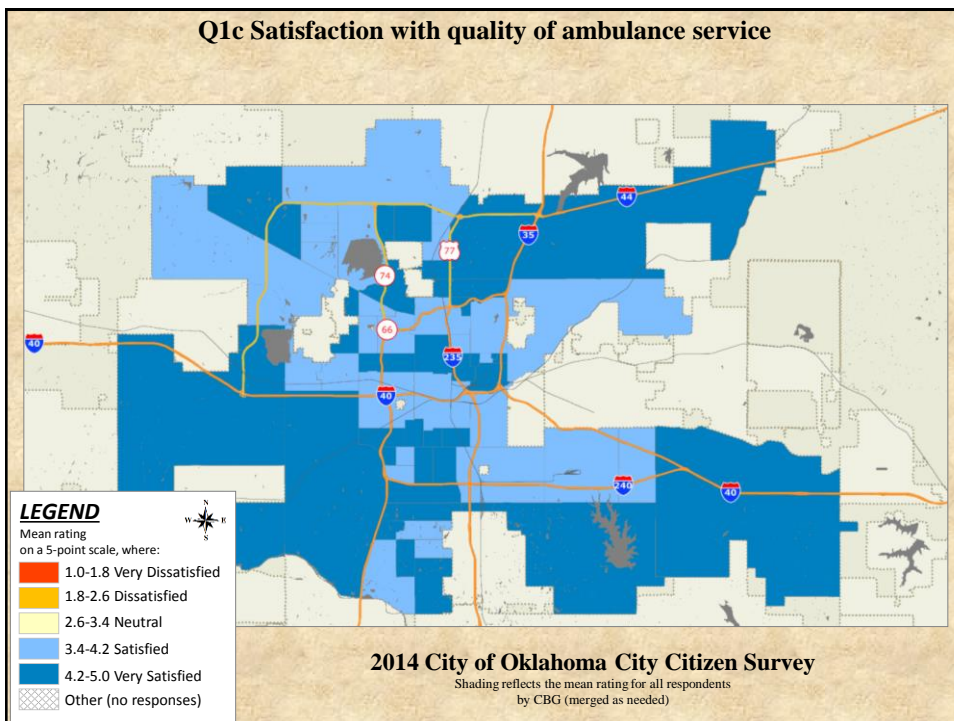 Q1c Satisfaction with quality of ambulance service
44
35
77
74
66
40
235
40
240
40
LEGEND
Mean rating
on a 5-point scale, where:
N
W E
S
1.0-1.8 Very Dissatisfied
1.8-2.6 Dissatisfied
2.6-3.4 Neutral
3.4-4.2 Satisfied
4.2-5.0 Very Satisfied
Other (no responses)
2014 City of Oklahoma City Citizen Survey
Shading reflects the mean rating for all respondents
by CBG (merged as needed)